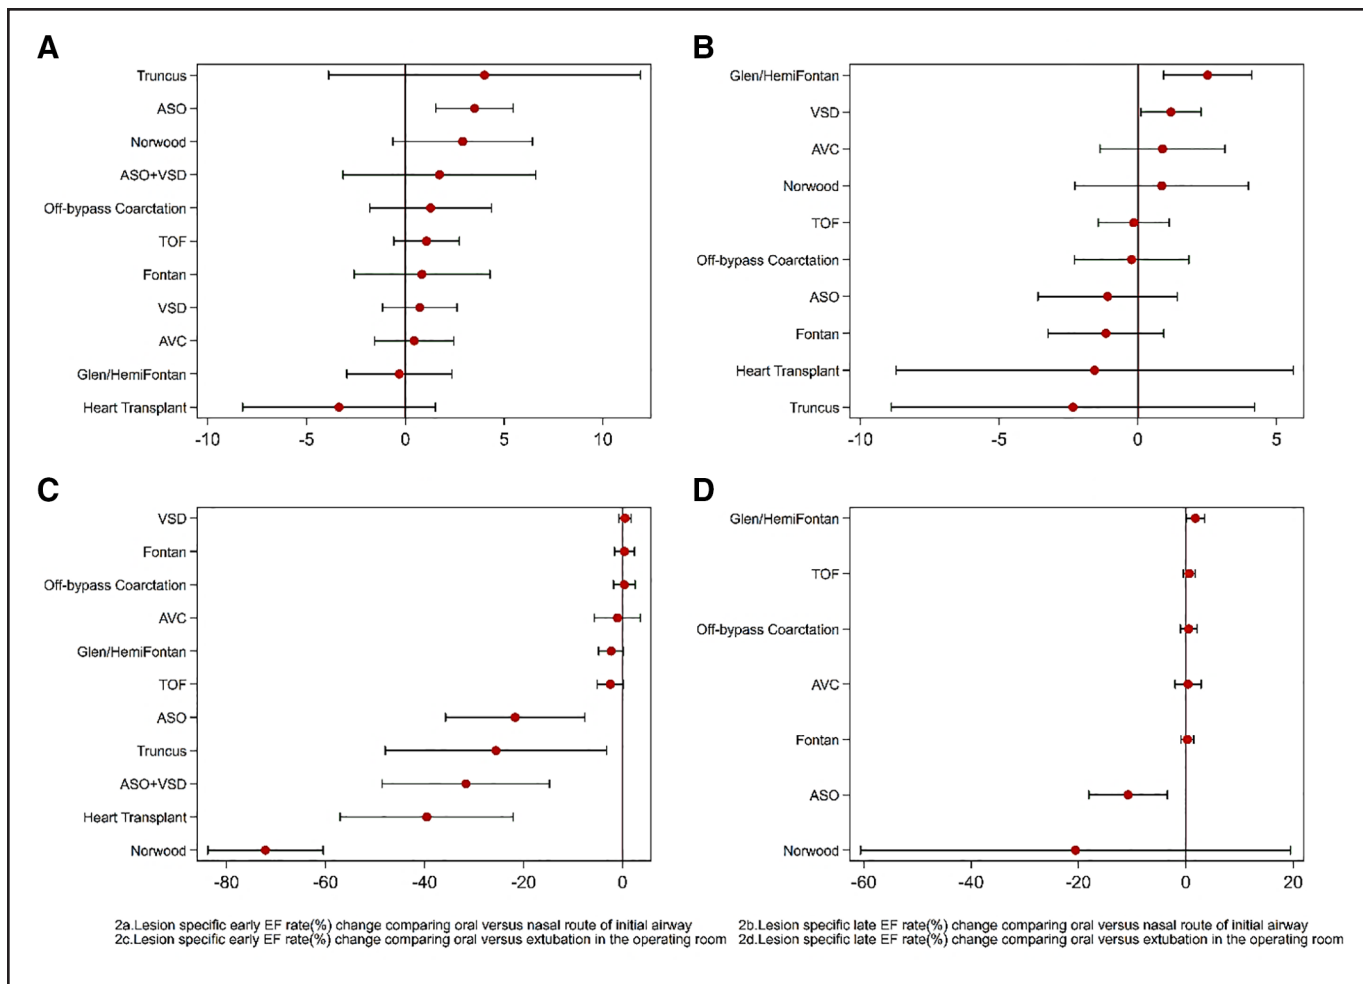 A
Truncus
ASO
Norwood
ASO+VSD
Off-bypass Coarctation
TOF
Fontan
VSD
AVC
Glen/HemiFontan
Heart Transplant
-10 -5 0 5 10
B
Glen/HemiFontan
VSD
AVC
Norwood
TOF
Off-bypass Coarctation
ASO
Fontan
Heart Transplant
Truncus
-10 -5 0 5
C
VSD
Fontan
Off-bypass Coarctation
AVC
Glen/HemiFontan
TOF
ASO
Truncus
ASO+VSD
Heart Transplant
Norwood
-80 -60 -40 -20 0
D
Glen/HemiFontan
TOF
Off-bypass Coarctation
AVC
Fontan
ASO
Norwood
-60 -40 -20 0 20
2a.Lesion specific early EF rate(%) change comparing oral versus nasal route of initial airway
2c.Lesion specific early EF rate(%) change comparing oral versus extubation in the operating room
2b.Lesion specific late EF rate(%) change comparing oral versus nasal route of initial airway
2d.Lesion specific late EF rate(%) change comparing oral versus extubation in the operating room